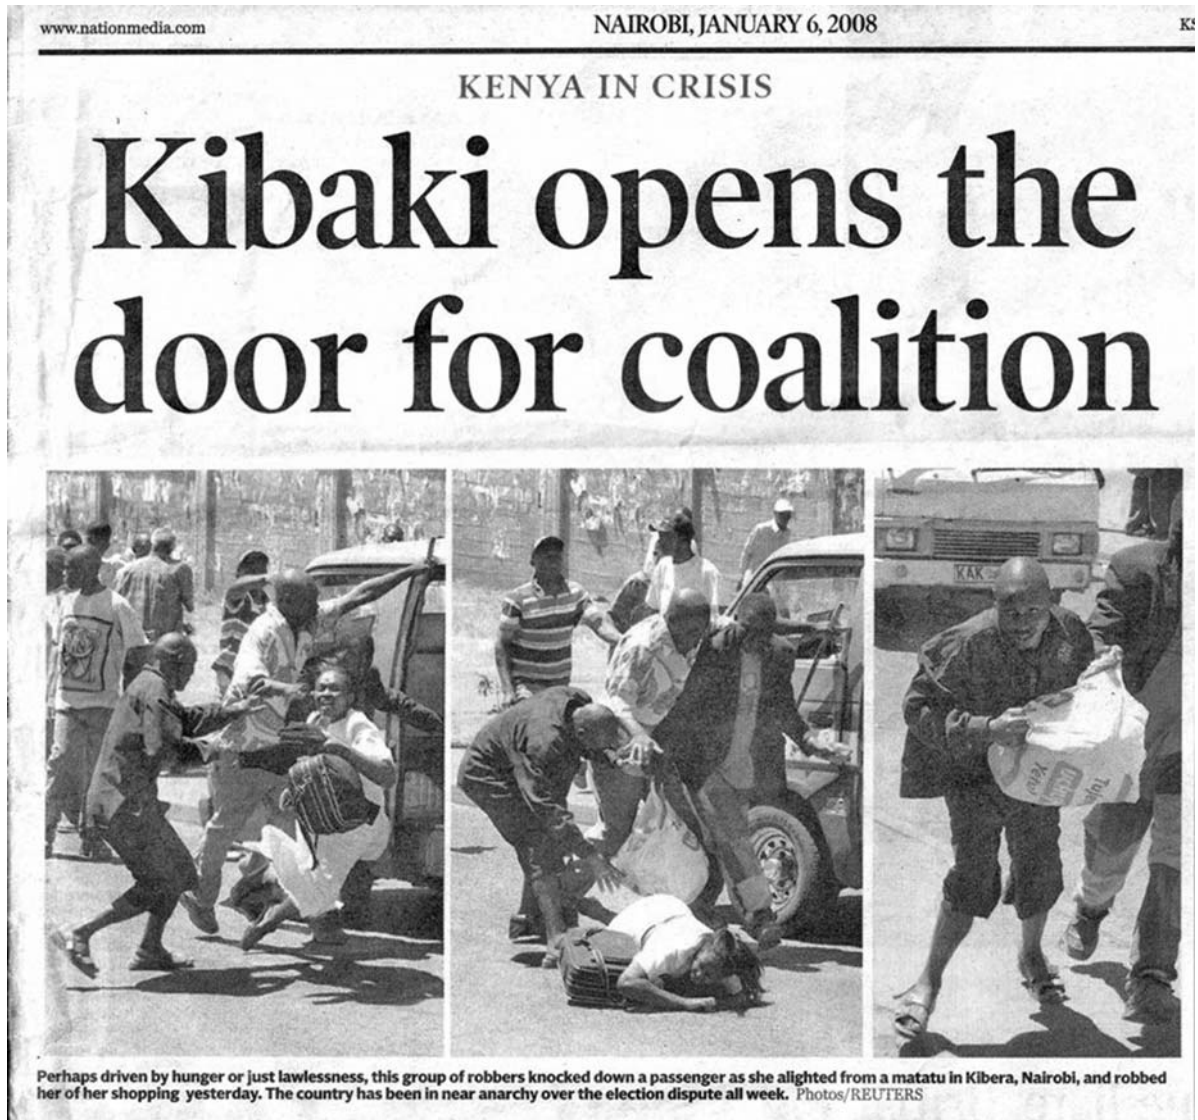 www.nationmedia.com
NAIROBI, JANUARY 6, 2008
KS
KENYA IN CRISIS
Kibaki opens the
door for coalition
KAK
Perhaps driven by hunger or just lawlessness, this group of robbers knocked down a passenger as she alighted from a matatu in Kibera, Nairobi, and robbed
her of her shopping yesterday. The country has been in near anarchy over the election dispute all week. Photos/REUTERS